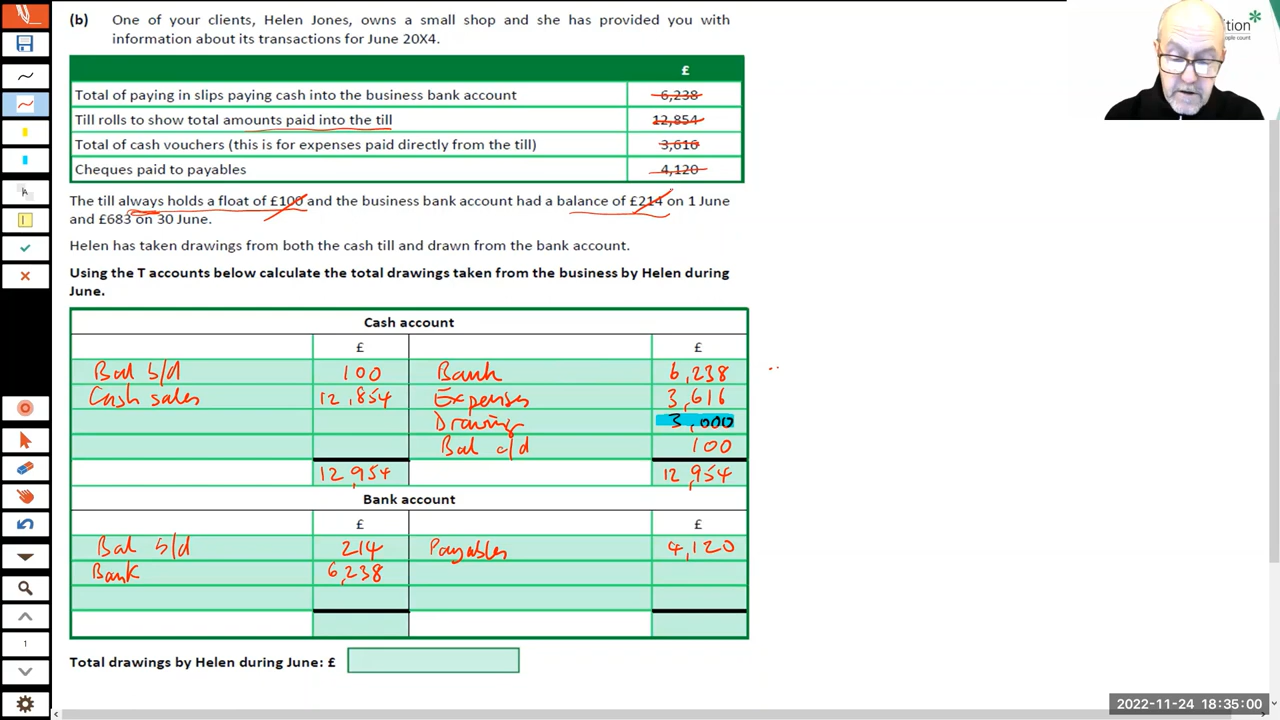 (b) One of your clients, Helen Jones, owns a small shop and she has provided you with
information about its transactions for June 20X4.
£
Total of paying in slips paying cash into the business bank account 6,238
Till rolls to show total amounts paid into the till 12,854
Total of cash vouchers (this is for expenses paid directly from the till) 3,616
Cheques paid to payables 4,120
The till always holds a float of £100 and the business bank account had a balance of £214 on 1 June
and £683 on 30 June.
Helen has taken drawings from both the cash till and drawn from the bank account.
Using the T accounts below calculate the total drawings taken from the business by Helen during
June.
Cash account
£ £
Bal b/d 100 Bank 6,238
Cash sales 12,854 Expenses 3,616
Drawings 3,000
Bal c/d 100
12,954 12,954
Bank account
£ £
Bal b/d 214 Payables 4,120
Bank 6,238
Total drawings by Helen during June: £
1
2022-11-24 18:35:00